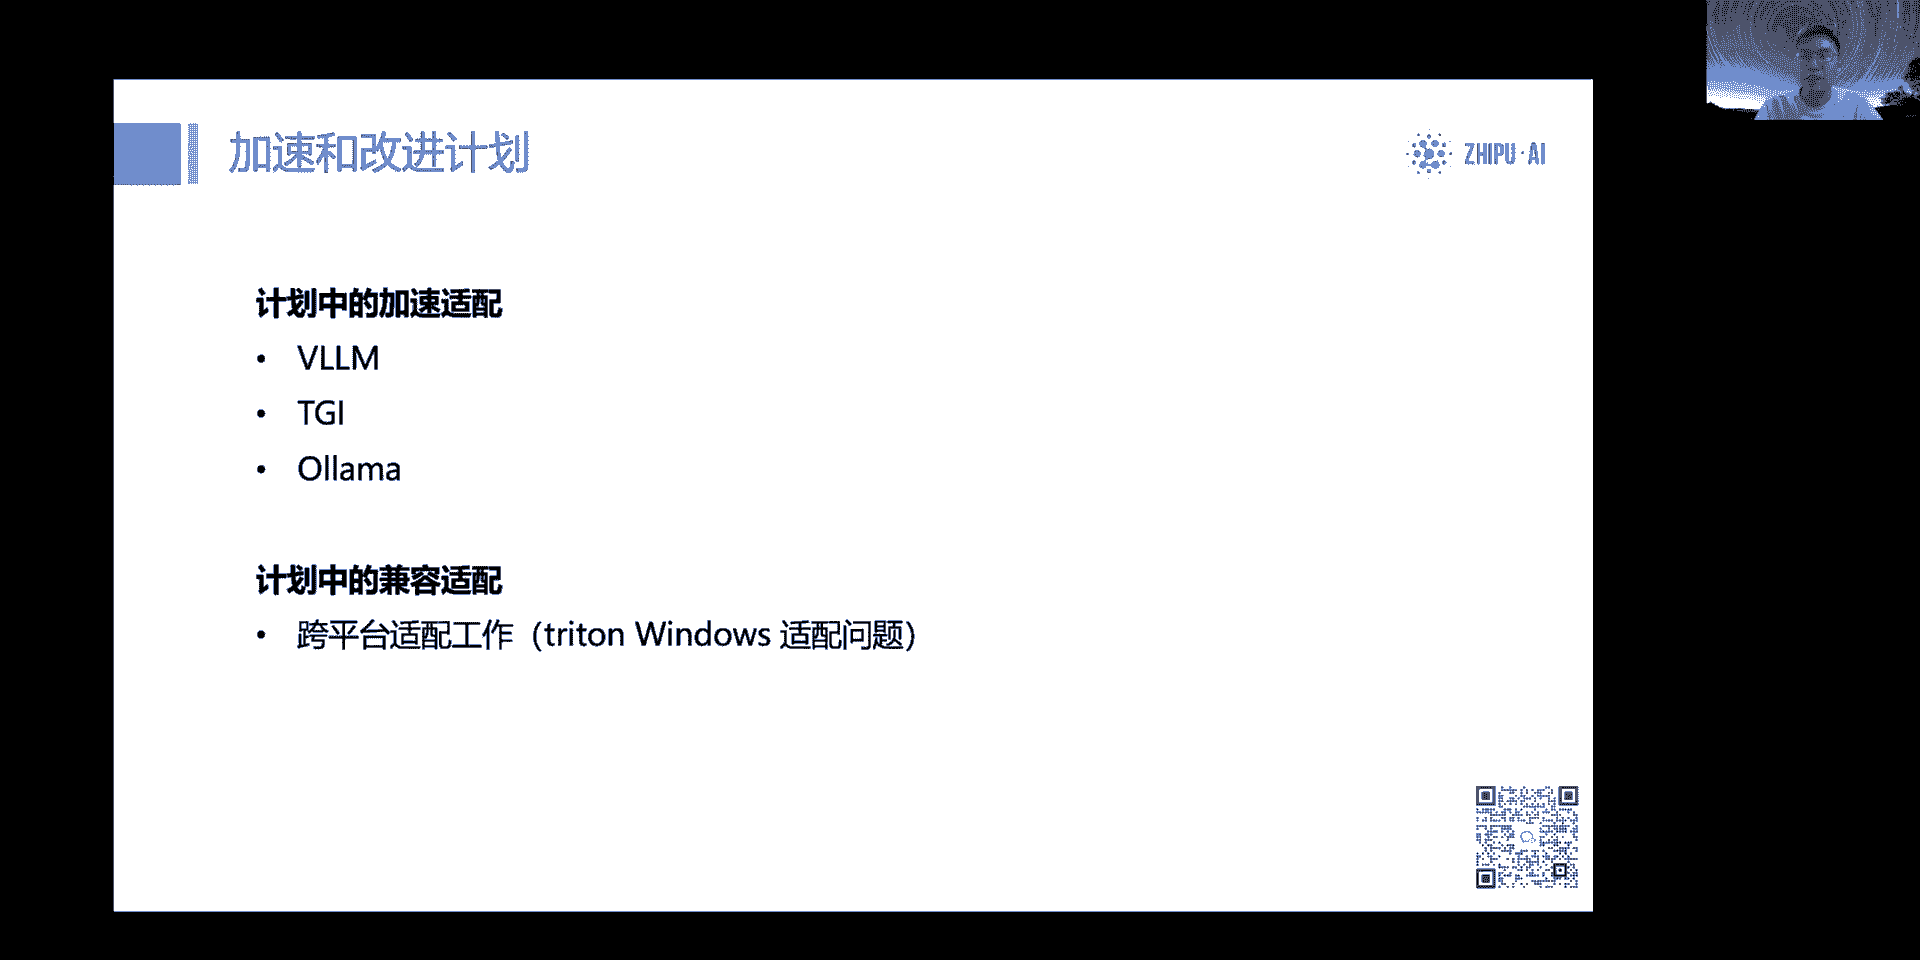 加速和改进计划
ZHIPU·AI
计划中的加速适配
• VLLM
• TGI
• Ollama
计划中的兼容适配
• 跨平台适配工作（triton Windows 适配问题）